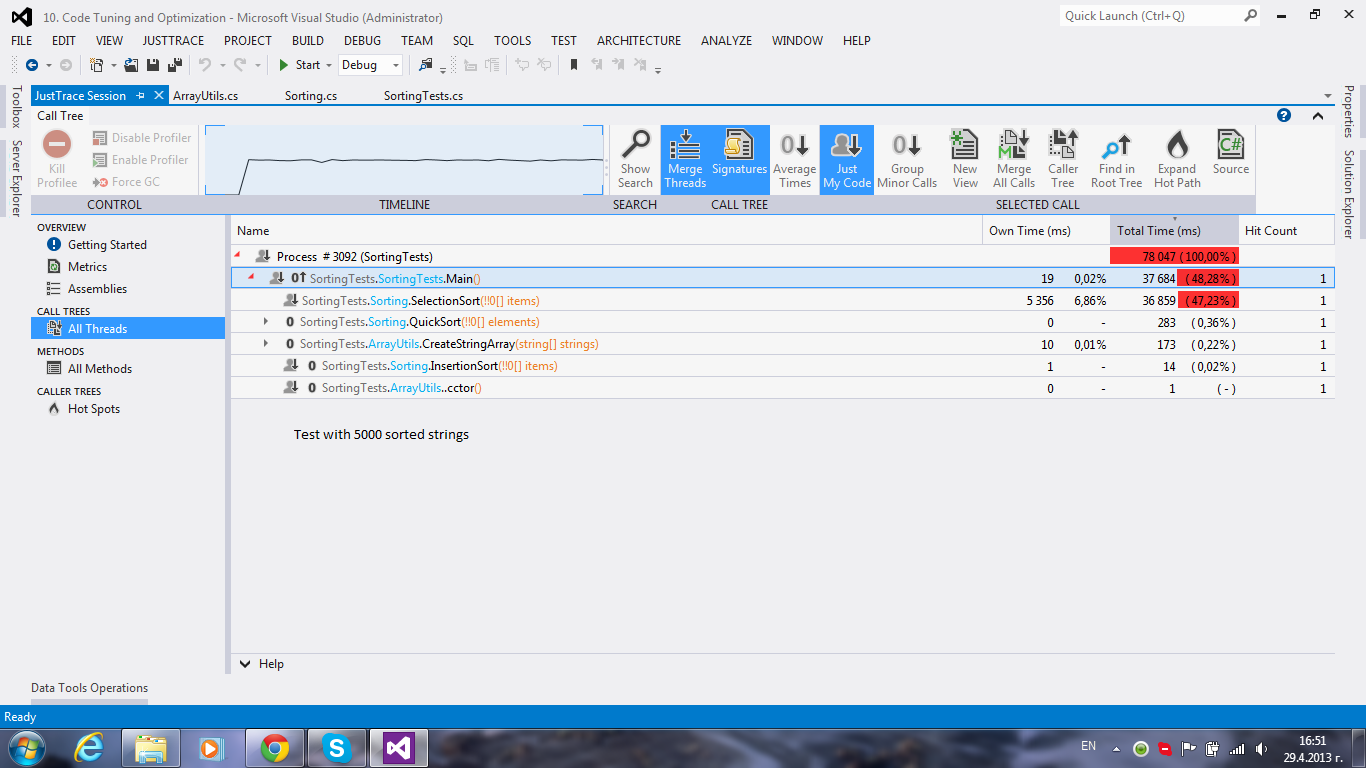 10. Code Tuning and Optimization - Microsoft Visual Studio (Administrator)
Quick Launch (Ctrl+Q)
FILE EDIT VIEW JUSTTRACE PROJECT BUILD DEBUG TEAM SQL TOOLS TEST ARCHITECTURE ANALYZE WINDOW HELP
Start Debug
Toolbox
Server Explorer
Properties
Solution Explorer
JustTrace Session ArrayUtils.cs Sorting.cs SortingTests.cs
Call Tree
Kill Profilee
Disable Profiler
Enable Profiler
Force GC
Show Search
Merge Threads
Signatures
Average Times
Just My Code
Group Minor Calls
New View
Merge All Calls
Caller Tree
Find in Root Tree
Expand Hot Path
Source
CONTROL TIMELINE SEARCH CALL TREE SELECTED CALL
OVERVIEW
Getting Started
Metrics
Assemblies
CALL TREES
All Threads
METHODS
All Methods
CALLER TREES
Hot Spots
Name Own Time (ms) Total Time (ms) Hit Count
Process # 3092 (SortingTests) 78 047 (100,00% )
SortingTests.SortingTests.Main() 19 0,02% 37 684 ( 48,28% ) 1
SortingTests.Sorting.SelectionSort(!!0[] items) 5 356 6,86% 36 859 ( 47,23% ) 1
SortingTests.Sorting.QuickSort(!!0[] elements) 0 - 283 ( 0,36% ) 1
SortingTests.ArrayUtils.CreateStringArray(string[] strings) 10 0,01% 173 ( 0,22% ) 1
SortingTests.Sorting.InsertionSort(!!0[] items) 1 - 14 ( 0,02% ) 1
SortingTests.ArrayUtils..cctor() 0 - 1 ( - ) 1
Test with 5000 sorted strings
Help
Data Tools Operations
Ready
EN
16:51
29.4.2013 г.